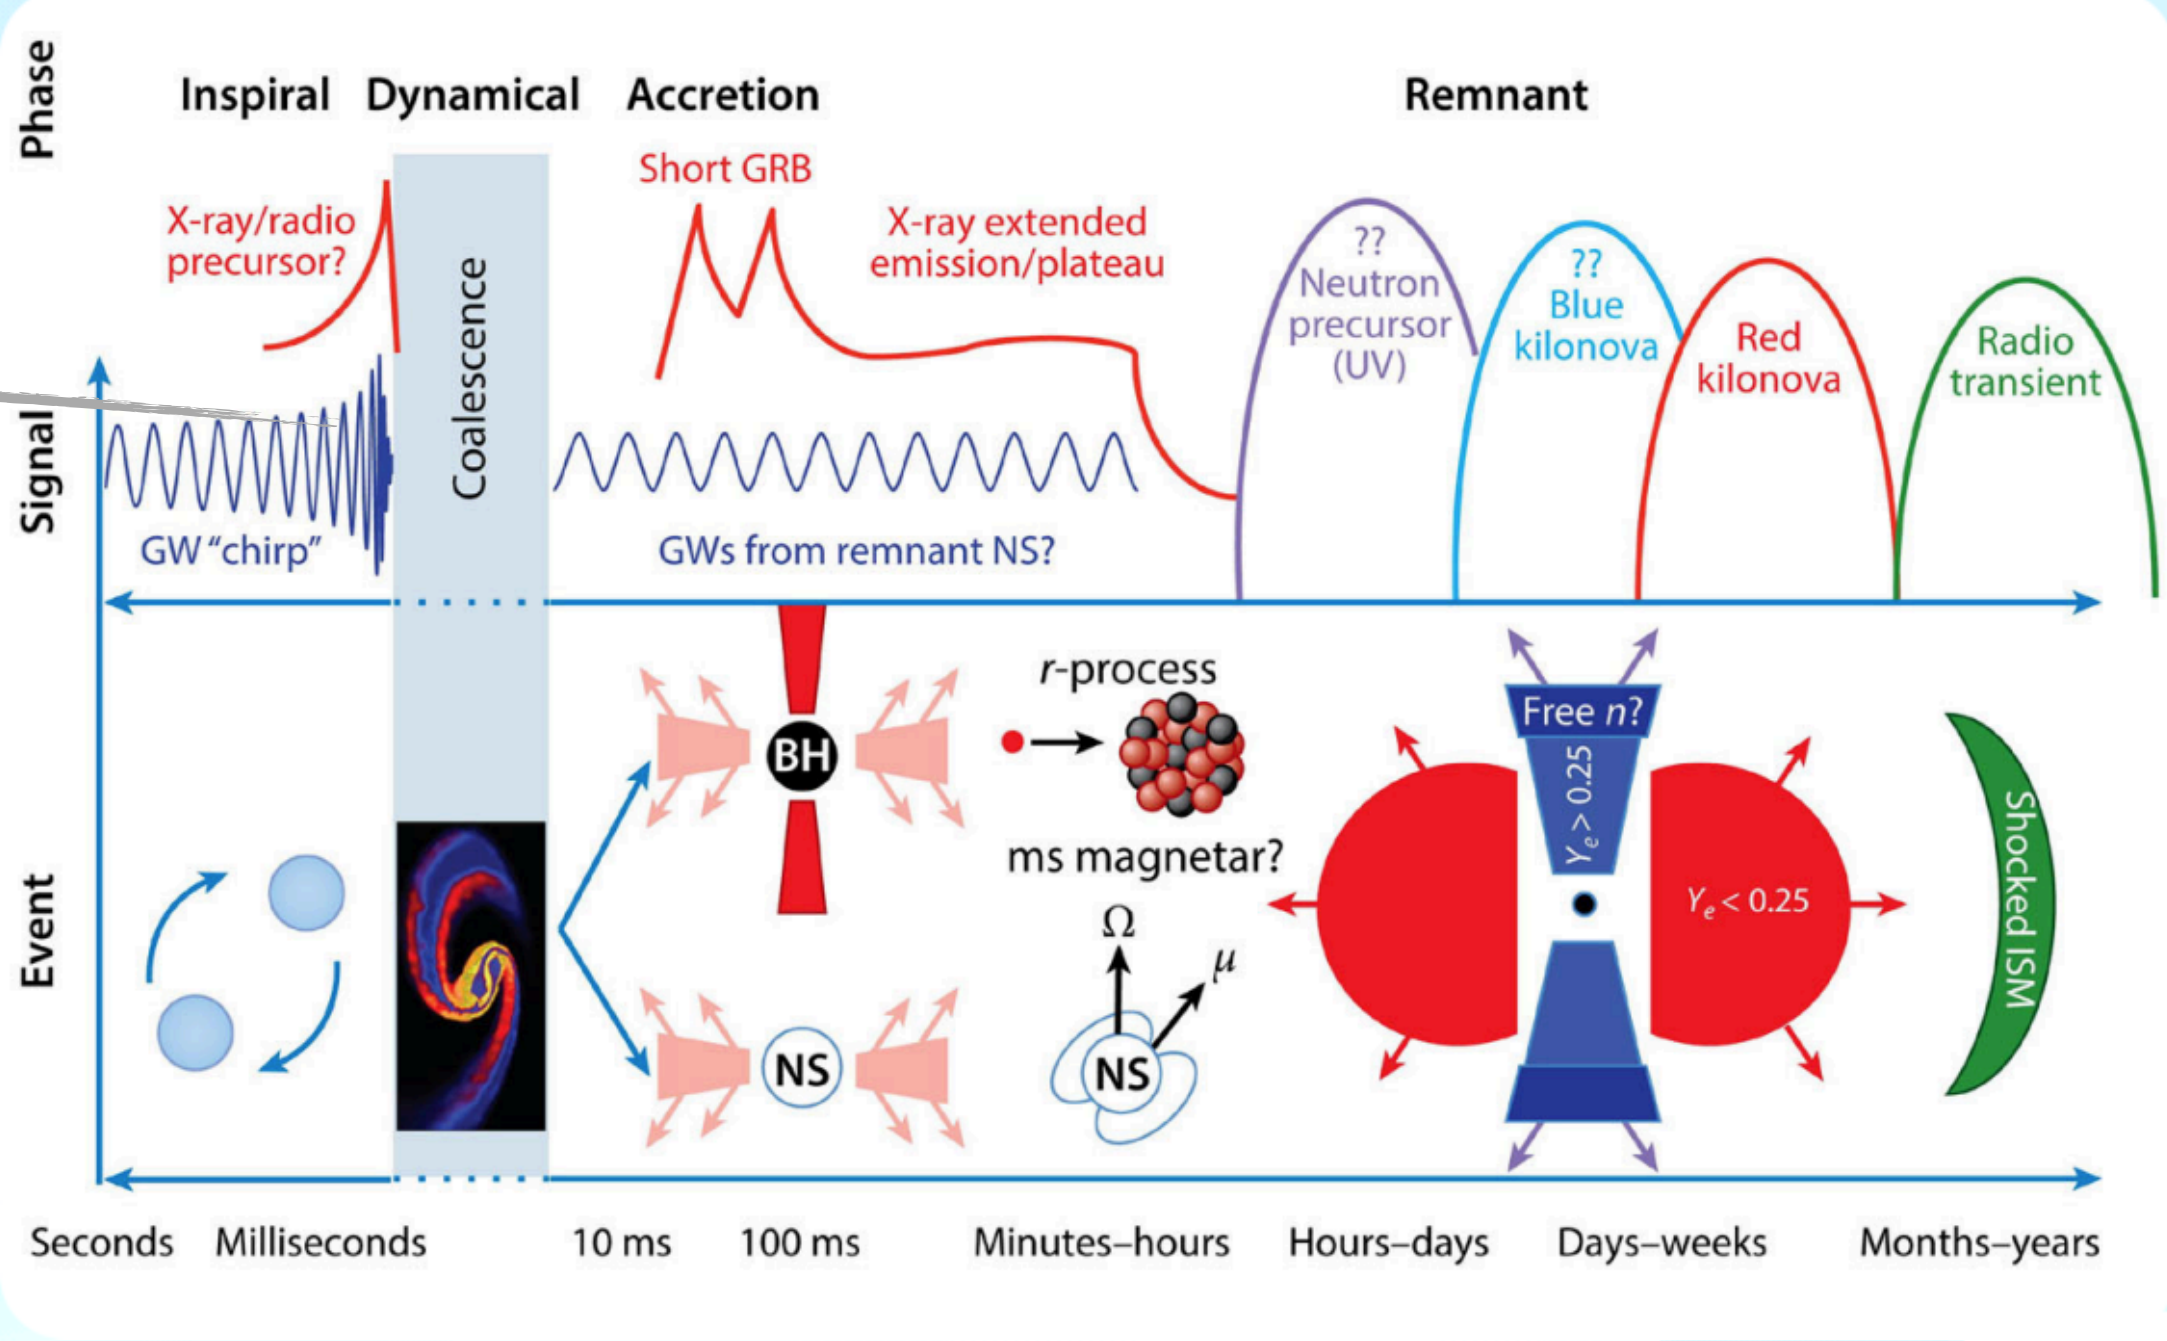 Phase
Inspiral
Dynamical
Accretion
Remnant
Signal
X-ray/radio
precursor?
GW "chirp"
Coalescence
Short GRB
X-ray extended
emission/plateau
GWs from remnant NS?
??
Neutron
precursor
(UV)
??
Blue
kilonova
Red
kilonova
Radio
transient
Event
BH
NS
r-process
ms magnetar?
Ω
μ
NS
Free n?
Ye > 0.25
Ye < 0.25
Shocked ISM
Seconds
Milliseconds
10 ms
100 ms
Minutes–hours
Hours–days
Days–weeks
Months–years